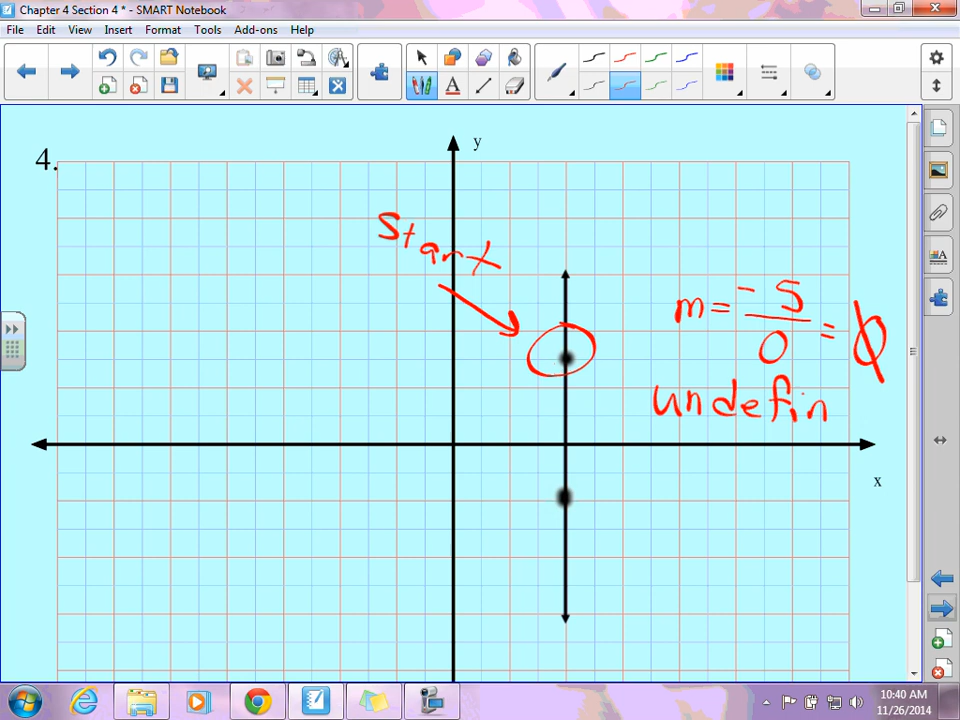 Chapter 4 Section 4 * - SMART Notebook
File Edit View Insert Format Tools Add-ons Help
4.
y
Start
m = -5/0 = ∅
undefin
x
10:40 AM
11/26/2014